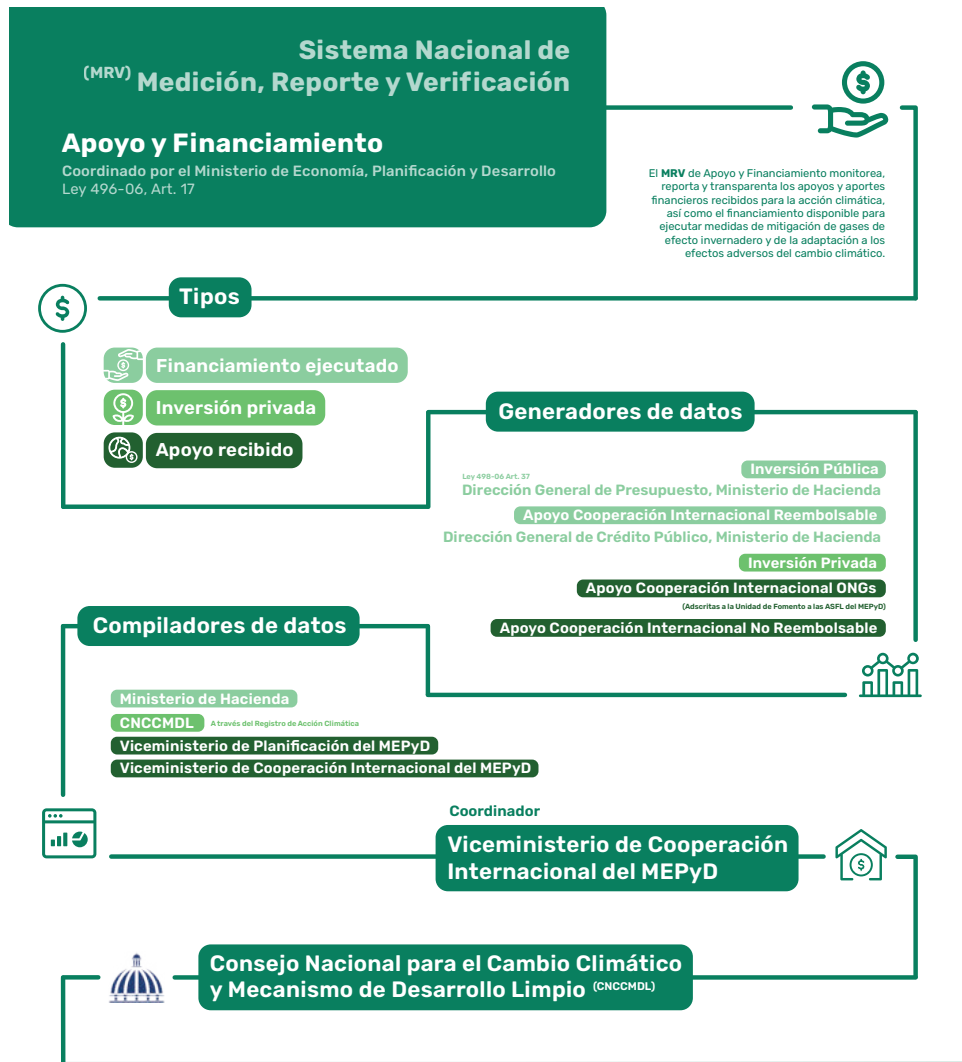 Sistema Nacional de
(MRV) Medición, Reporte y Verificación
Apoyo y Financiamiento
Coordinado por el Ministerio de Economía, Planificación y Desarrollo
Ley 496-06, Art. 17
El MRV de Apoyo y Financiamiento monitorea,
reporta y transparenta los apoyos y aportes
financieros recibidos para la acción climática,
así como el financiamiento disponible para
ejecutar medidas de mitigación de gases de
efecto invernadero y de la adaptación a los
efectos adversos del cambio climático.
Tipos
Financiamiento ejecutado
Inversión privada
Apoyo recibido
Generadores de datos
Inversión Pública
Ley 498-06 Art. 37
Dirección General de Presupuesto, Ministerio de Hacienda
Apoyo Cooperación Internacional Reembolsable
Dirección General de Crédito Público, Ministerio de Hacienda
Inversión Privada
Apoyo Cooperación Internacional ONGs
(Adscritas a la Unidad de Fomento a las ASFL del MEPyD)
Apoyo Cooperación Internacional No Reembolsable
Compiladores de datos
Ministerio de Hacienda
CNCCMDL A través del Registro de Acción Climática
Viceministerio de Planificación del MEPyD
Viceministerio de Cooperación Internacional del MEPyD
Coordinador
Viceministerio de Cooperación
Internacional del MEPyD
Consejo Nacional para el Cambio Climático
y Mecanismo de Desarrollo Limpio (CNCCMDL)